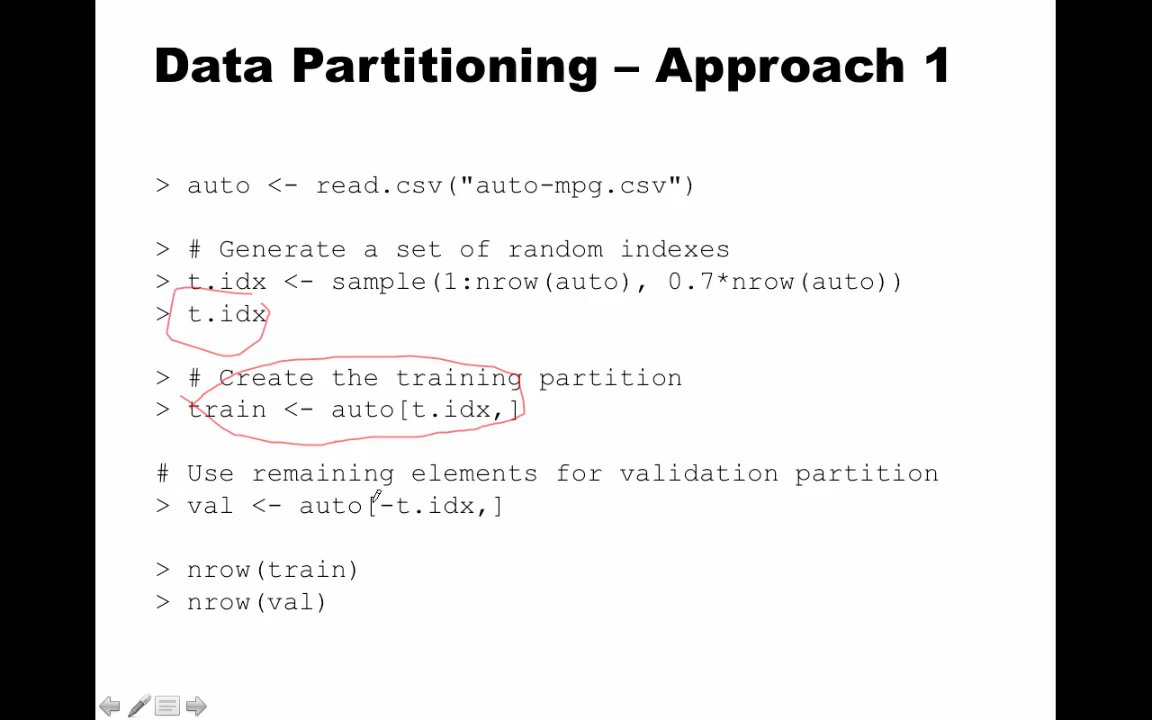 Data Partitioning – Approach 1
> auto <- read.csv("auto-mpg.csv")
> # Generate a set of random indexes
> t.idx <- sample(1:nrow(auto), 0.7*nrow(auto))
> t.idx
> # Create the training partition
> train <- auto[t.idx,]
# Use remaining elements for validation partition
> val <- auto[-t.idx,]
> nrow(train)
> nrow(val)